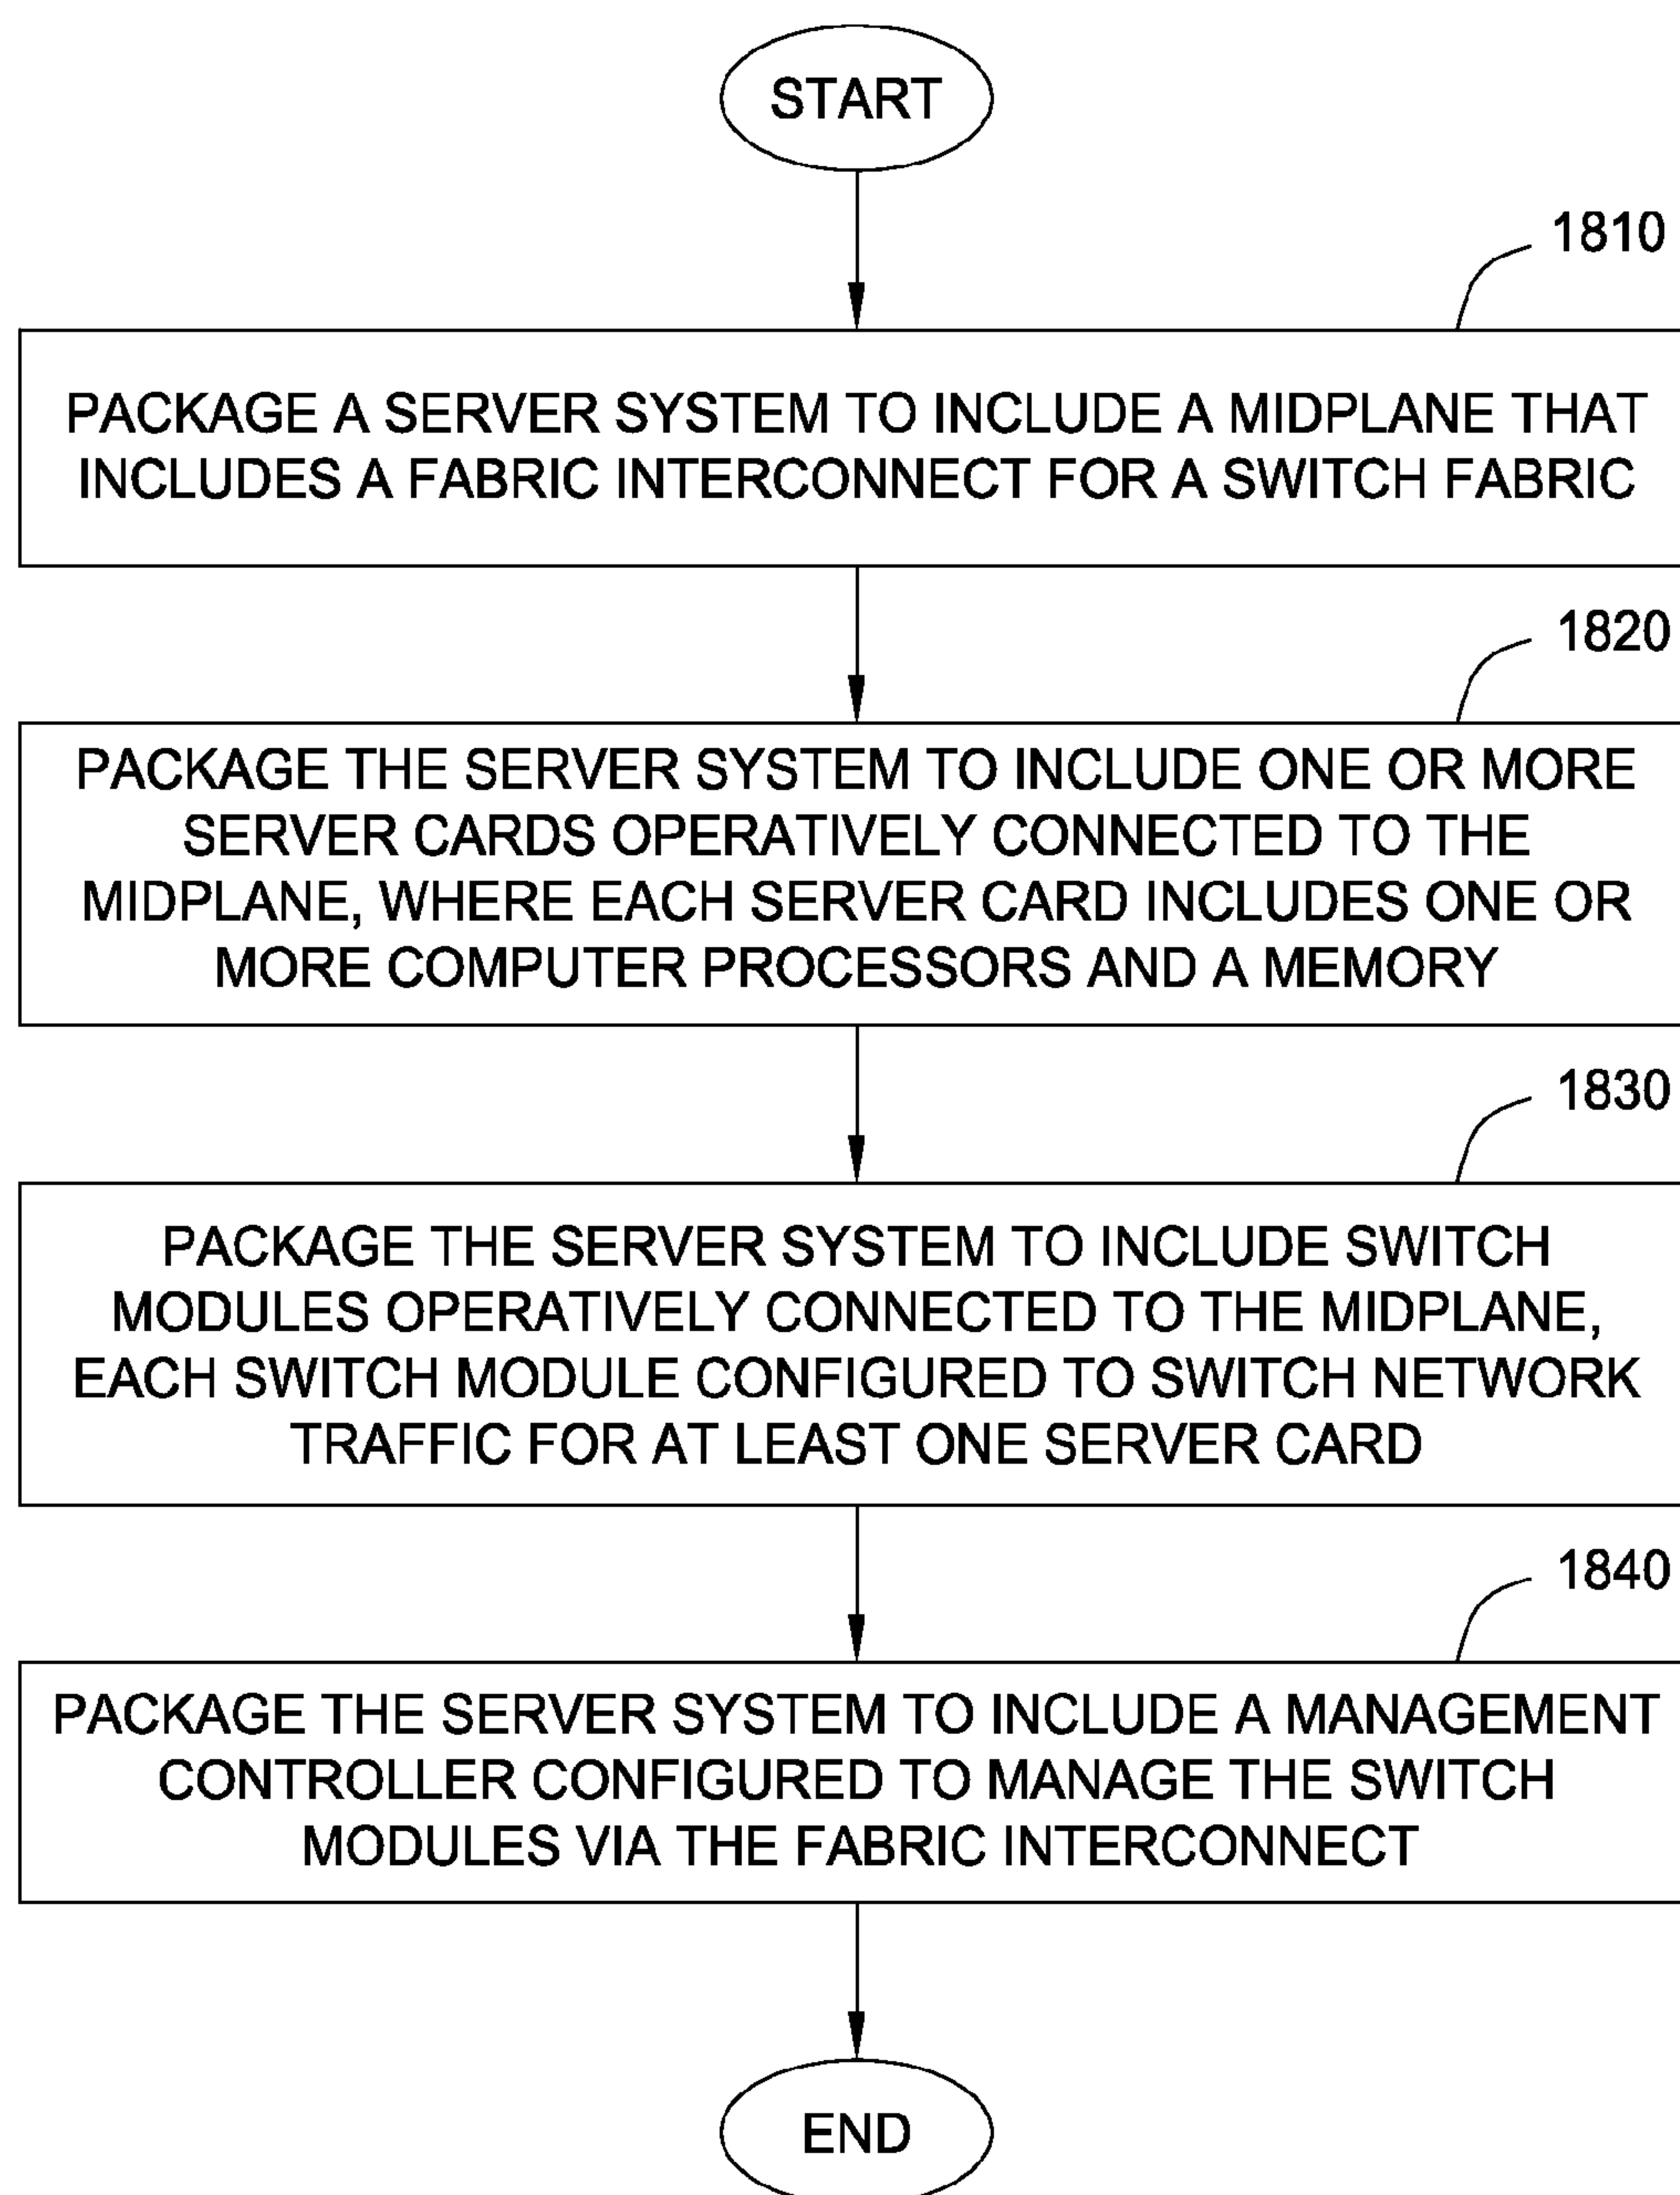 START
1810
PACKAGE A SERVER SYSTEM TO INCLUDE A MIDPLANE THAT
INCLUDES A FABRIC INTERCONNECT FOR A SWITCH FABRIC
1820
PACKAGE THE SERVER SYSTEM TO INCLUDE ONE OR MORE
SERVER CARDS OPERATIVELY CONNECTED TO THE
MIDPLANE, WHERE EACH SERVER CARD INCLUDES ONE OR
MORE COMPUTER PROCESSORS AND A MEMORY
1830
PACKAGE THE SERVER SYSTEM TO INCLUDE SWITCH
MODULES OPERATIVELY CONNECTED TO THE MIDPLANE,
EACH SWITCH MODULE CONFIGURED TO SWITCH NETWORK
TRAFFIC FOR AT LEAST ONE SERVER CARD
1840
PACKAGE THE SERVER SYSTEM TO INCLUDE A MANAGEMENT
CONTROLLER CONFIGURED TO MANAGE THE SWITCH
MODULES VIA THE FABRIC INTERCONNECT
END